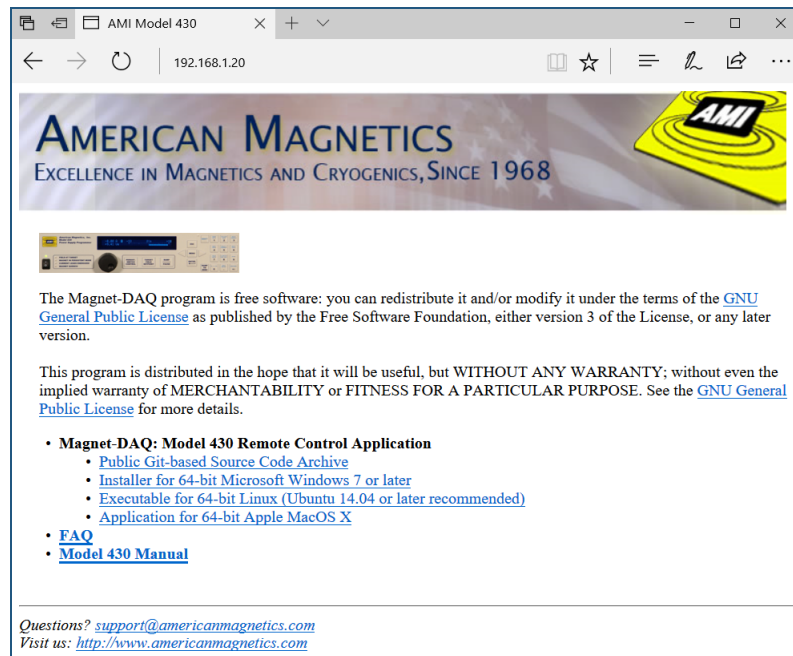 AMI Model 430
192.168.1.20
AMERICAN MAGNETICS
EXCELLENCE IN MAGNETICS AND CRYOGENICS, SINCE 1968
AMI
The Magnet-DAQ program is free software: you can redistribute it and/or modify it under the terms of the GNU
General Public License as published by the Free Software Foundation, either version 3 of the License, or any later
version.
This program is distributed in the hope that it will be useful, but WITHOUT ANY WARRANTY; without even the
implied warranty of MERCHANTABILITY or FITNESS FOR A PARTICULAR PURPOSE. See the GNU General
Public License for more details.
• Magnet-DAQ: Model 430 Remote Control Application
• Public Git-based Source Code Archive
• Installer for 64-bit Microsoft Windows 7 or later
• Executable for 64-bit Linux (Ubuntu 14.04 or later recommended)
• Application for 64-bit Apple MacOS X
• FAQ
• Model 430 Manual
Questions? support@americanmagnetics.com
Visit us: http://www.americanmagnetics.com